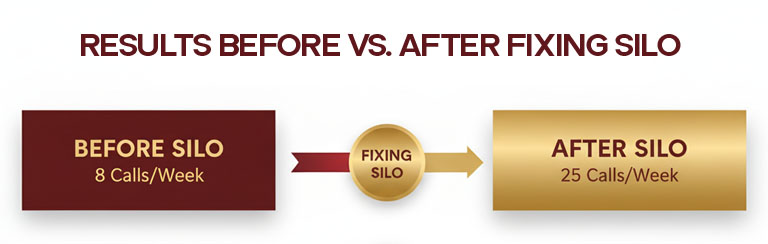 RESULTS BEFORE VS. AFTER FIXING SILO
BEFORE SILO
8 Calls/Week
FIXING
SILO
AFTER SILO
25 Calls/Week